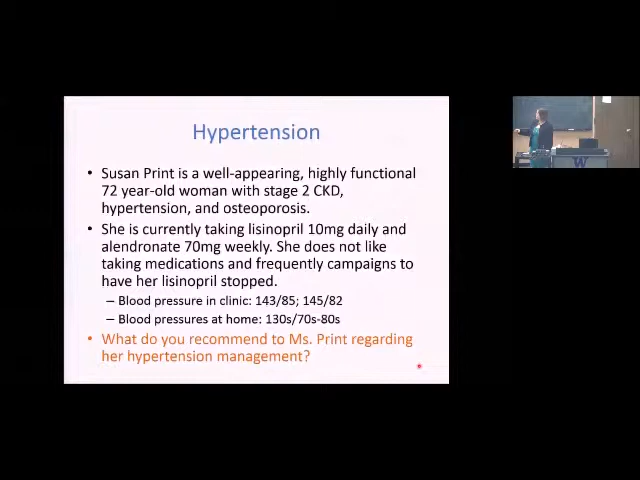 Hypertension
• Susan Print is a well-appearing, highly functional
72 year-old woman with stage 2 CKD,
hypertension, and osteoporosis.
• She is currently taking lisinopril 10mg daily and
alendronate 70mg weekly. She does not like
taking medications and frequently campaigns to
have her lisinopril stopped.
– Blood pressure in clinic: 143/85; 145/82
– Blood pressures at home: 130s/70s-80s
• What do you recommend to Ms. Print regarding
her hypertension management?
W